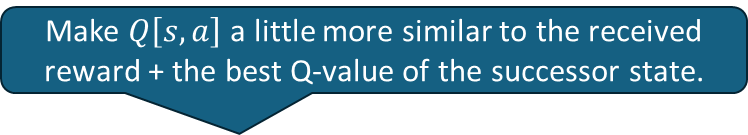 Make Q[s, a] a little more similar to the received
reward + the best Q-value of the successor state.